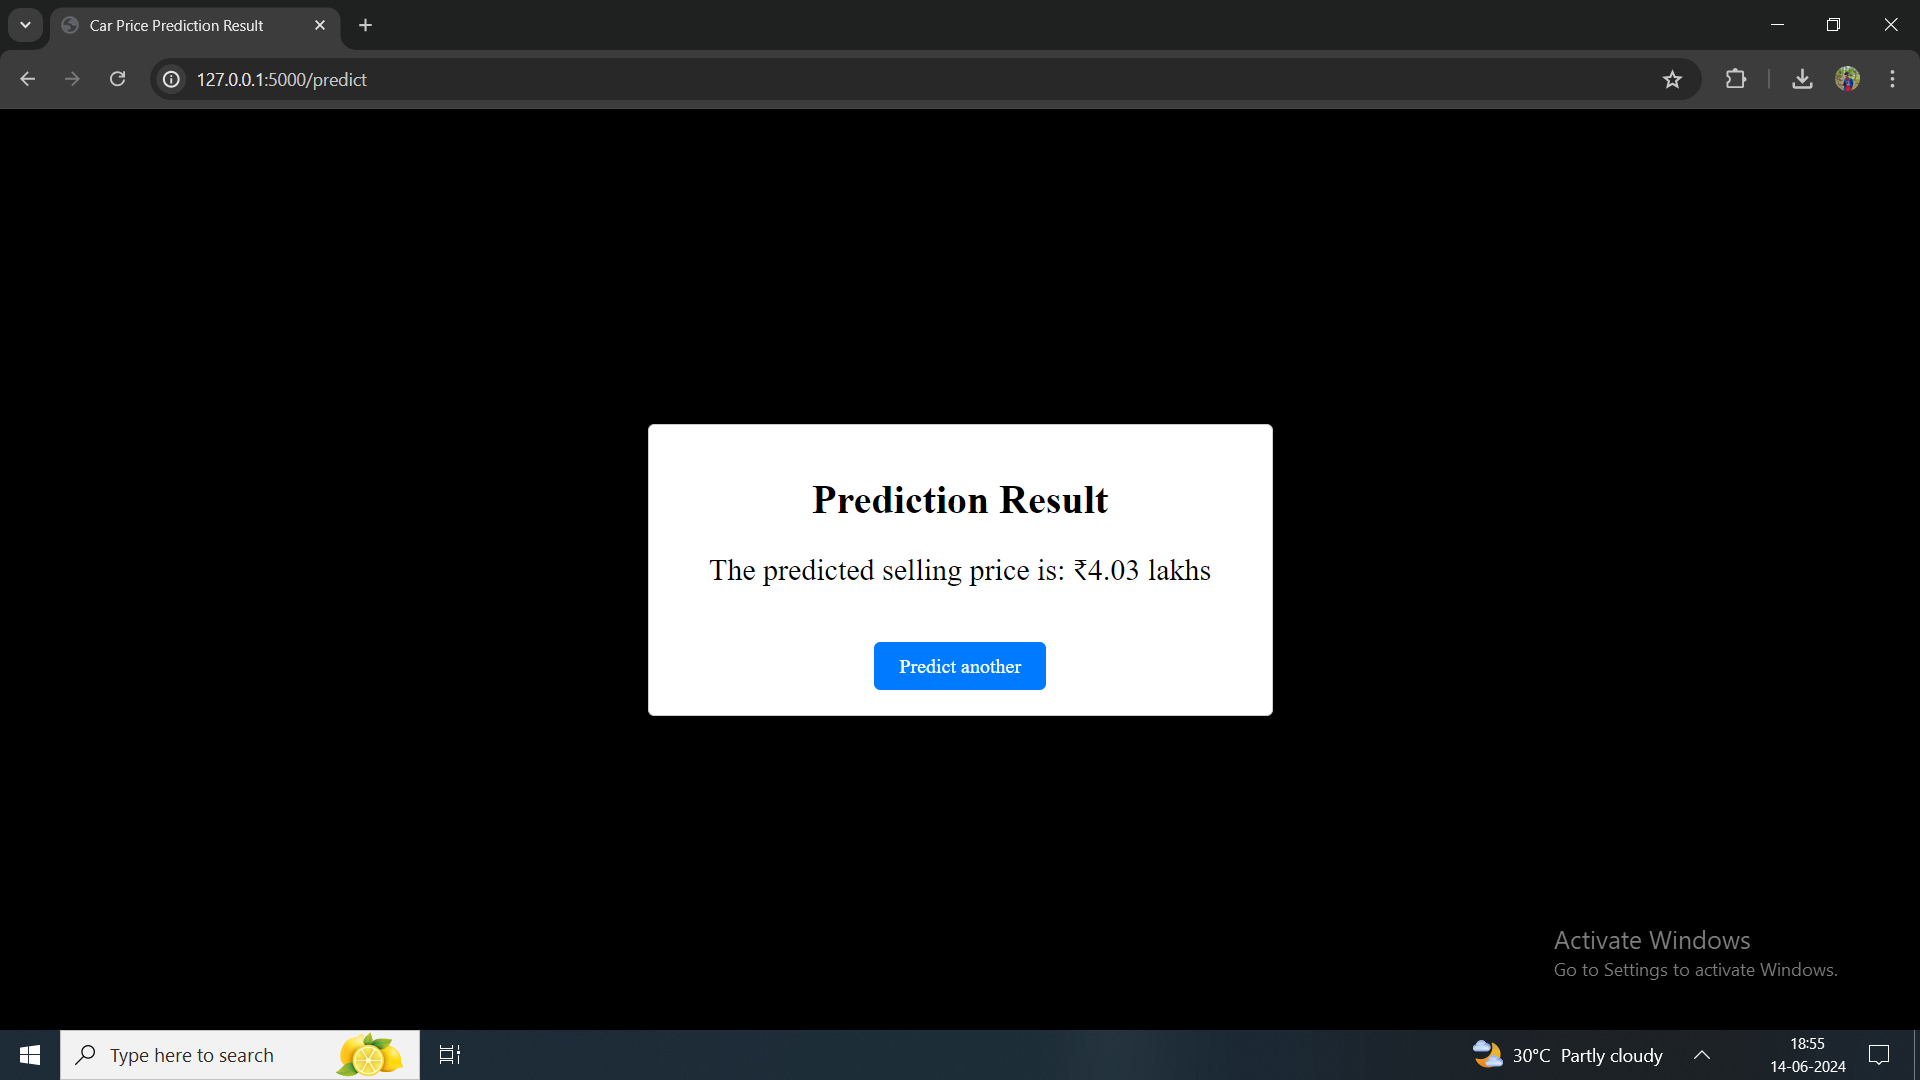 Car Price Prediction Result
127.0.0.1:5000/predict
Prediction Result
The predicted selling price is: ₹4.03 lakhs
Predict another
Activate Windows
Go to Settings to activate Windows.
Type here to search
30°C Partly cloudy
18:55
14-06-2024